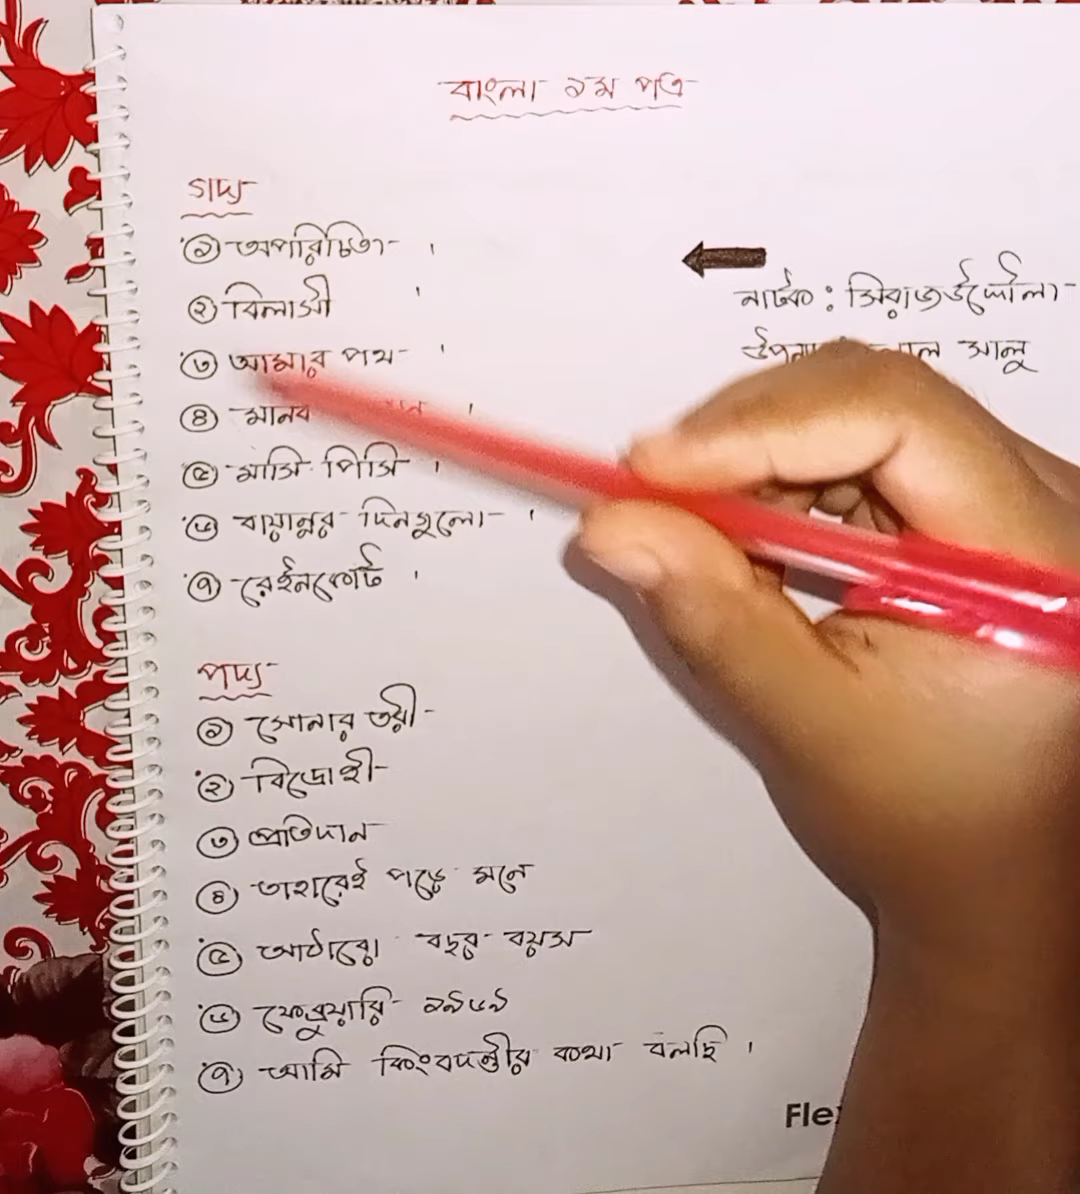 বাংলা ১ম পত্র
গদ্য
১ অপরিচিতা ।
২ বিলাসী ।
৩ আমার পথ ।
৪ মানব ।
৫ মাসি পিসি ।
৬ বায়ান্নর দিনগুলো ।
৭ রেইনকোট ।
নাটক : সিরাজউদ্দৌলা
লাল সালু
পদ্য
১ সোনার তরী
২ বিদ্রোহী
৩ প্রতিদান
৪ তাহারেই পড়ে মনে
৫ আঠারো বছর বয়স
৬ ফেব্রুয়ারি ১৯৬৯
৭ আমি কিংবদন্তীর কথা বলছি ।